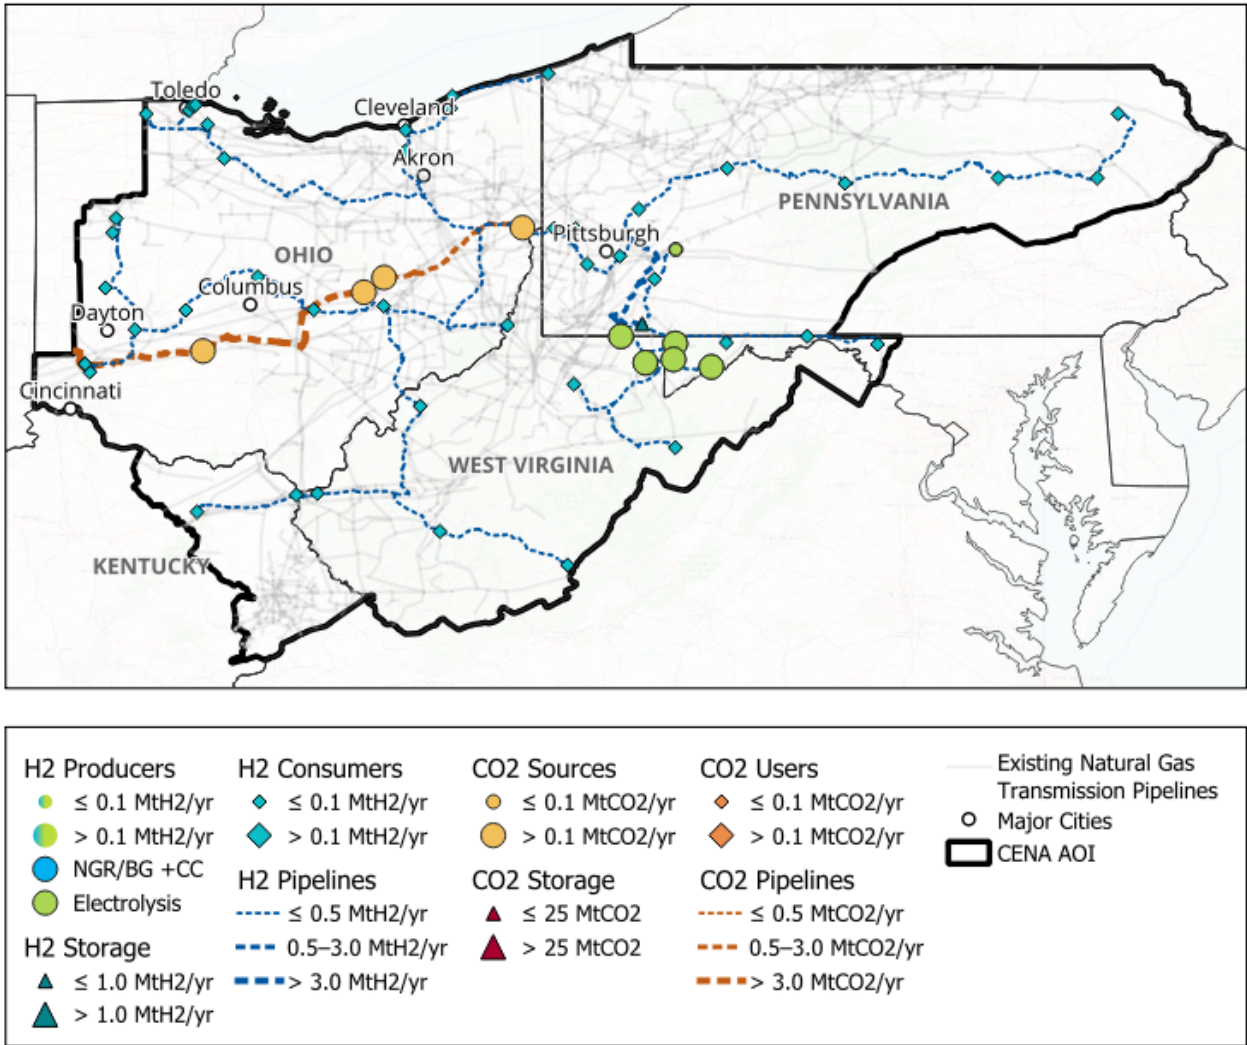 Toledo
Cleveland
Akron
PENNSYLVANIA
Pittsburgh
OHIO
Columbus
Dayton
Cincinnati
WEST VIRGINIA
KENTUCKY
H2 Producers
≤ 0.1 MtH2/yr
> 0.1 MtH2/yr
NGR/BG +CC
Electrolysis
H2 Storage
≤ 1.0 MtH2/yr
> 1.0 MtH2/yr
H2 Consumers
≤ 0.1 MtH2/yr
> 0.1 MtH2/yr
H2 Pipelines
≤ 0.5 MtH2/yr
0.5–3.0 MtH2/yr
> 3.0 MtH2/yr
CO2 Sources
≤ 0.1 MtCO2/yr
> 0.1 MtCO2/yr
CO2 Storage
≤ 25 MtCO2
> 25 MtCO2
CO2 Users
≤ 0.1 MtCO2/yr
> 0.1 MtCO2/yr
CO2 Pipelines
≤ 0.5 MtCO2/yr
0.5–3.0 MtCO2/yr
> 3.0 MtCO2/yr
Existing Natural Gas
Transmission Pipelines
Major Cities
CENA AOI